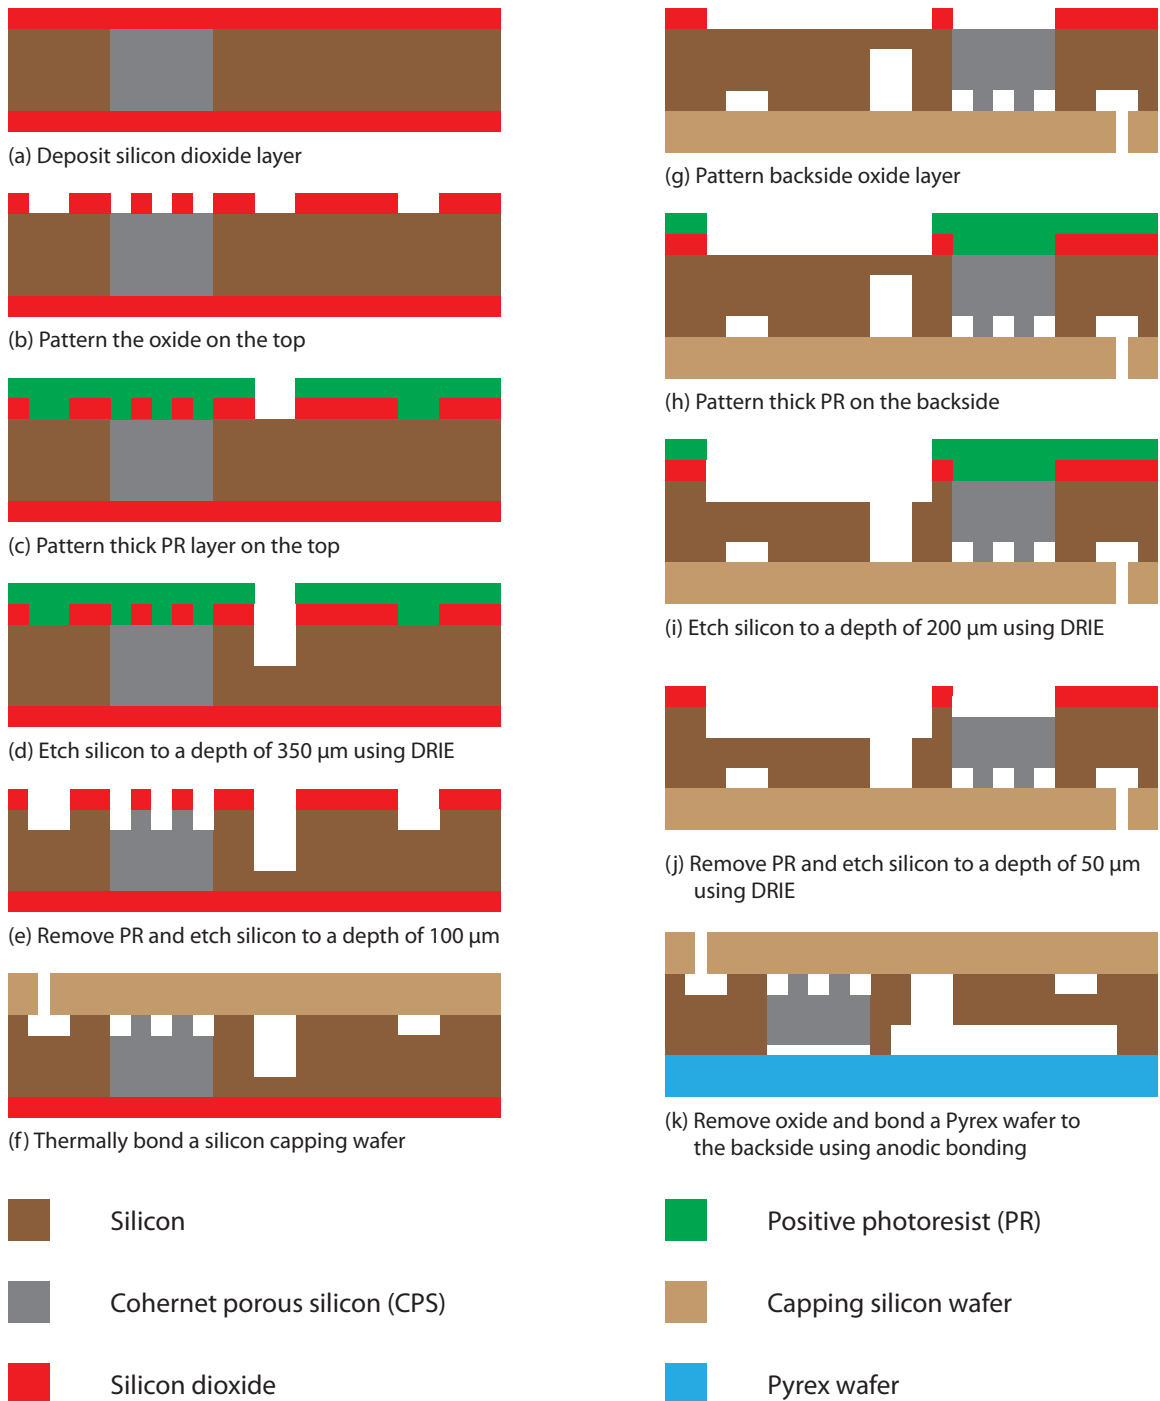 (a) Deposit silicon dioxide layer
(b) Pattern the oxide on the top
(c) Pattern thick PR layer on the top
(d) Etch silicon to a depth of 350 μm using DRIE
(e) Remove PR and etch silicon to a depth of 100 μm
(f) Thermally bond a silicon capping wafer
(g) Pattern backside oxide layer
(h) Pattern thick PR on the backside
(i) Etch silicon to a depth of 200 μm using DRIE
(j) Remove PR and etch silicon to a depth of 50 μm
using DRIE
(k) Remove oxide and bond a Pyrex wafer to
the backside using anodic bonding
Silicon
Cohernet porous silicon (CPS)
Silicon dioxide
Positive photoresist (PR)
Capping silicon wafer
Pyrex wafer